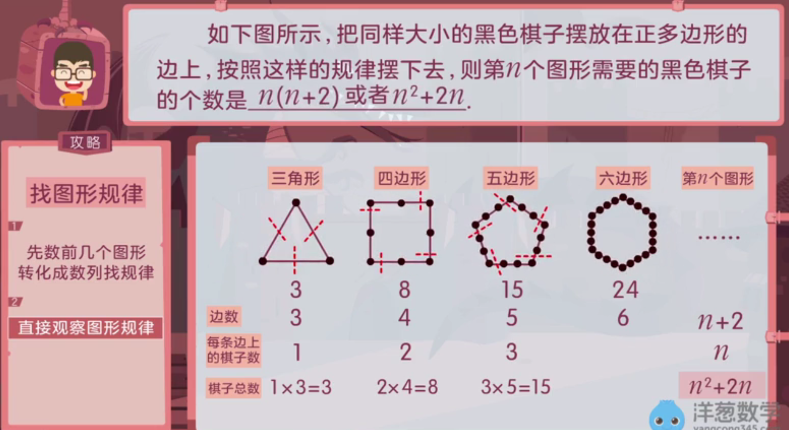 如下图所示，把同样大小的黑色棋子摆放在正多边形的
边上，按照这样的规律摆下去，则第n个图形需要的黑色棋子
的个数是 n(n+2) 或者 n²+2n .
攻略
找图形规律
1
先数前几个图形
转化成数列找规律
2
直接观察图形规律
三角形 四边形 五边形 六边形 第n个图形
……
3 8 15 24
边数 3 4 5 6 n+2
每条边上
的棋子数 1 2 3 n
棋子总数 1×3=3 2×4=8 3×5=15 n²+2n
洋葱数学
yangcong345.com